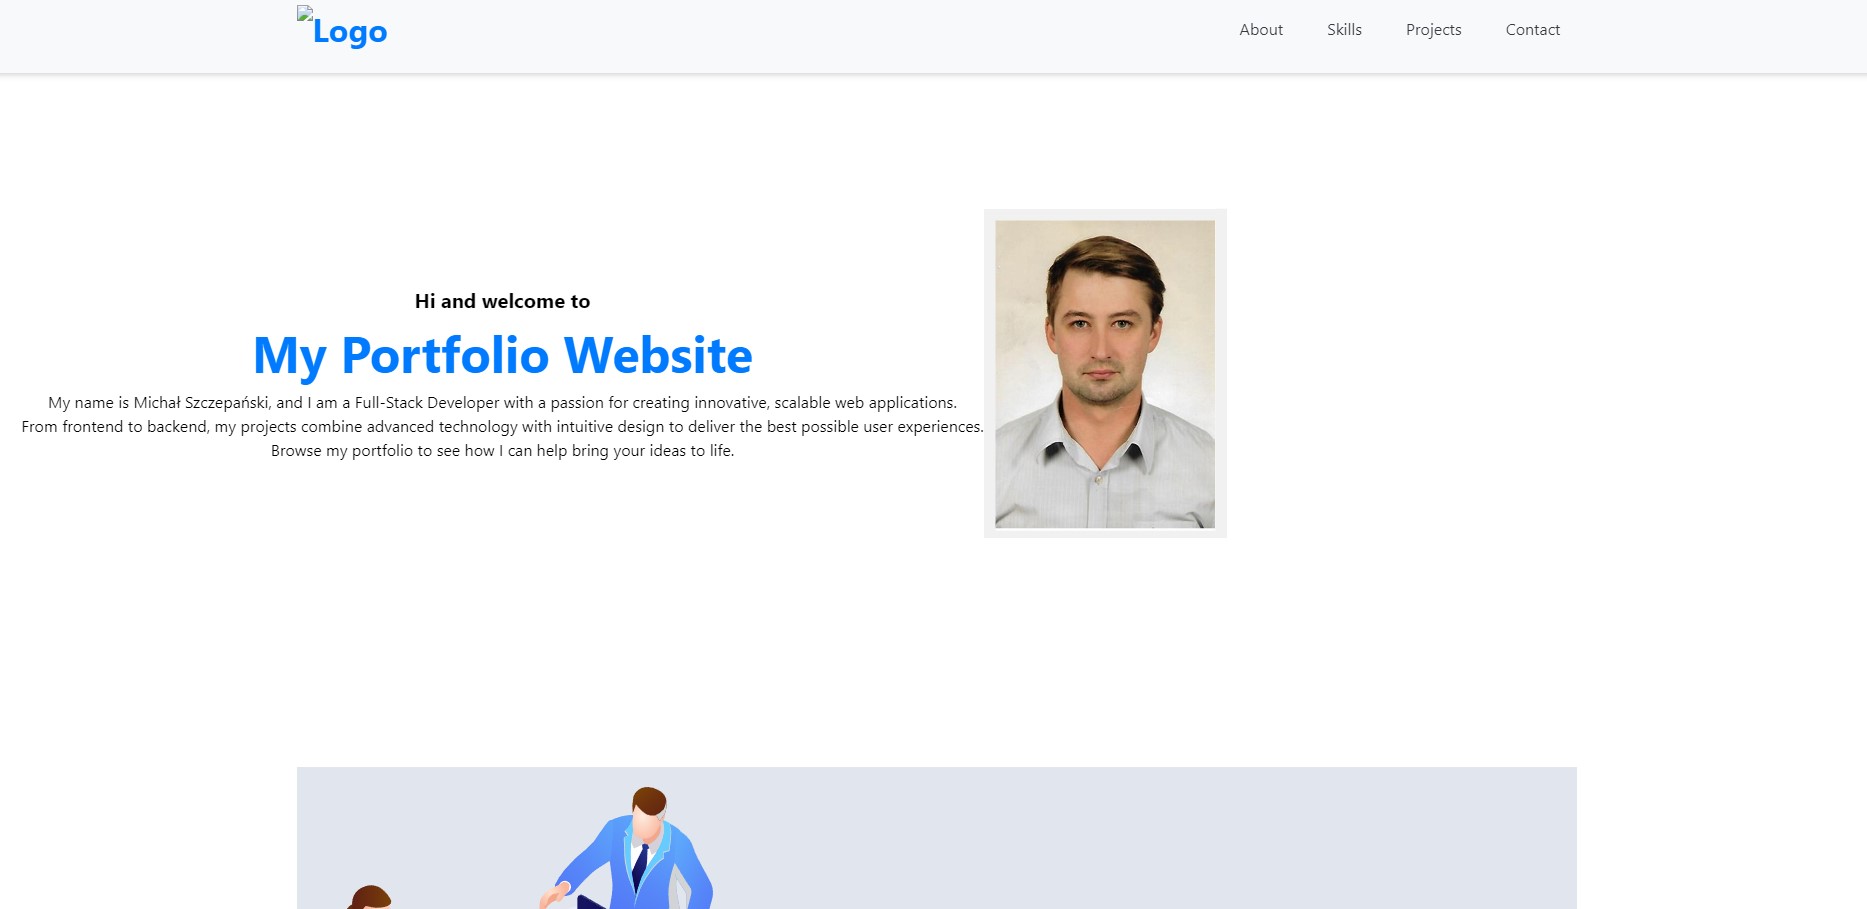 Logo
About Skills Projects Contact
Hi and welcome to
My Portfolio Website
My name is Michał Szczepański, and I am a Full-Stack Developer with a passion for creating innovative, scalable web applications.
From frontend to backend, my projects combine advanced technology with intuitive design to deliver the best possible user experiences.
Browse my portfolio to see how I can help bring your ideas to life.